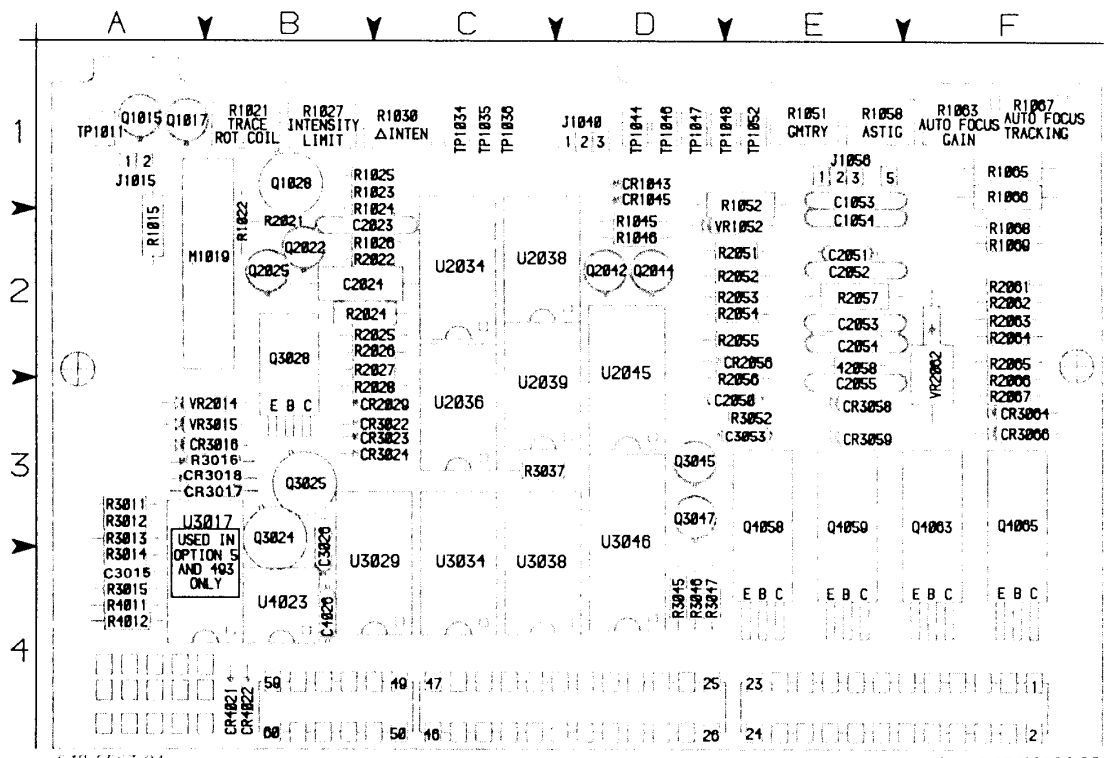 A B C D E F
1
2
3
4
TP1011
Q1015
Q1017
R1021
TRACE
ROT COIL
R1027
INTENSITY
LIMIT
R1030
△INTEN
TP1034
TP1035
TP1036
J1040
1 2 3
TP1044
TP1046
TP1047
TP1048
TP1052
R1051
GMTRY
R1058
ASTIG
R1063
AUTO FOCUS
GAIN
R1067
AUTO FOCUS
TRACKING
1 2
J1015
R1015
M1019
R1022
Q1028
R2021
Q2022
Q2025
R1025
R1023
R1024
C2023
R1026
R2022
C2024
R2024
R2025
R2026
R2027
R2028
CR2029
CR3022
CR3023
CR3024
Q3028
E B C
U2034
U2038
U2036
U2039
R3037
CR1043
CR1045
R1045
R1046
Q2042
Q2044
U2045
R1052
VR1052
R2051
R2052
R2053
R2054
R2055
CR2056
R2056
C2050
R3052
C3053
J1056
1 2 3 5
C1053
C1054
C2051
C2052
R2057
C2053
C2054
42058
C2055
CR3058
CR3059
VR2062
R1065
R1066
R1068
R1069
R2061
R2062
R2063
R2064
R2065
R2066
R2067
CR3064
CR3066
VR2014
VR3015
CR3016
R3016
CR3018
CR3017
R3011
R3012
R3013
R3014
C3015
R3015
R4011
R4012
U3017
USED IN
OPTION 5
AND 493
ONLY
Q3025
Q3024
C3026
U4023
C4026
U3029
U3034
U3038
U3046
Q3045
Q3047
R3045
R3046
R3047
Q4058
E B C
Q4059
E B C
Q4063
E B C
Q4065
E B C
CR4021
CR4022
59 49 47 25 23 1
60 50 48 26 24 2